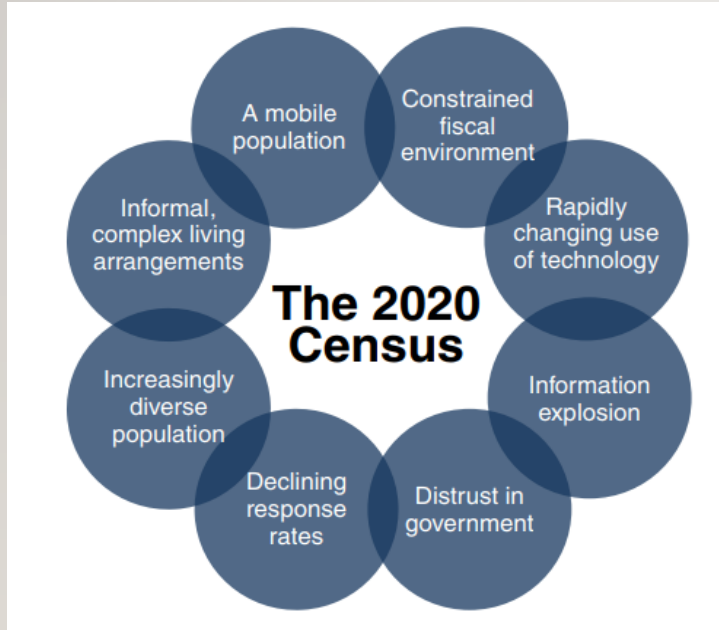 A mobile
population
Constrained
fiscal
environment
Rapidly
changing use
of technology
Information
explosion
Distrust in
government
Declining
response
rates
Increasingly
diverse
population
Informal,
complex living
arrangements
The 2020
Census